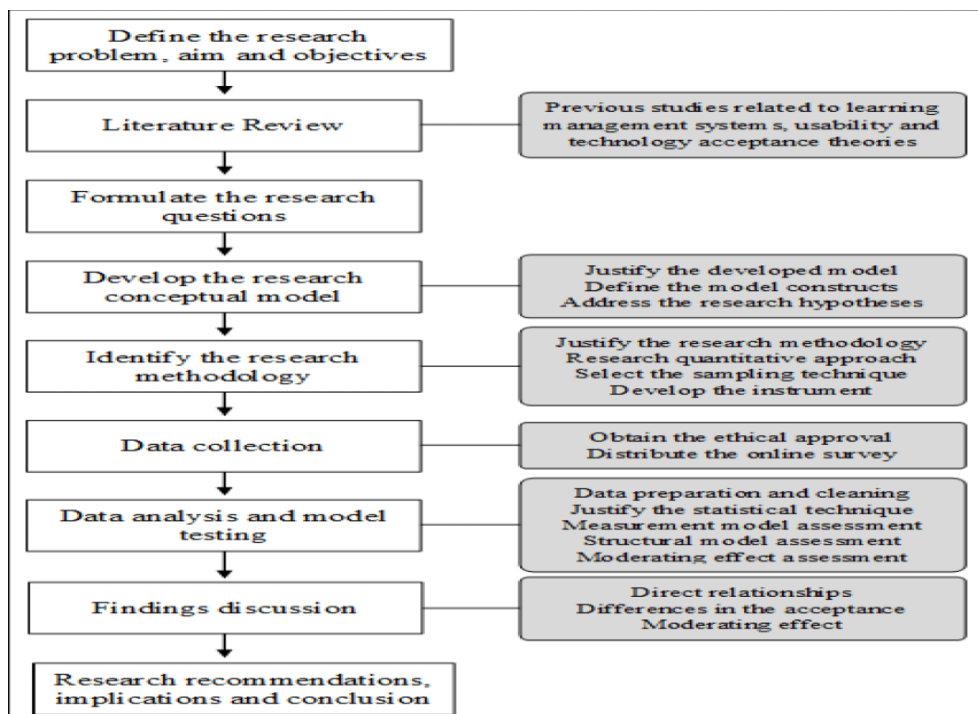 Define the research
problem, aim and objectives
Literature Review
Previous studies related to learning
management systems, usability and
technology acceptance theories
Formulate the research
questions
Develop the research
conceptual model
Justify the developed model
Define the model constructs
Address the research hypotheses
Identify the research
methodology
Justify the research methodology
Research quantitative approach
Select the sampling technique
Develop the instrument
Data collection
Obtain the ethical approval
Distribute the online survey
Data analysis and model
testing
Data preparation and cleaning
Justify the statistical technique
Measurement model assessment
Structural model assessment
Moderating effect assessment
Findings discussion
Direct relationships
Differences in the acceptance
Moderating effect
Research recommendations,
implications and conclusion